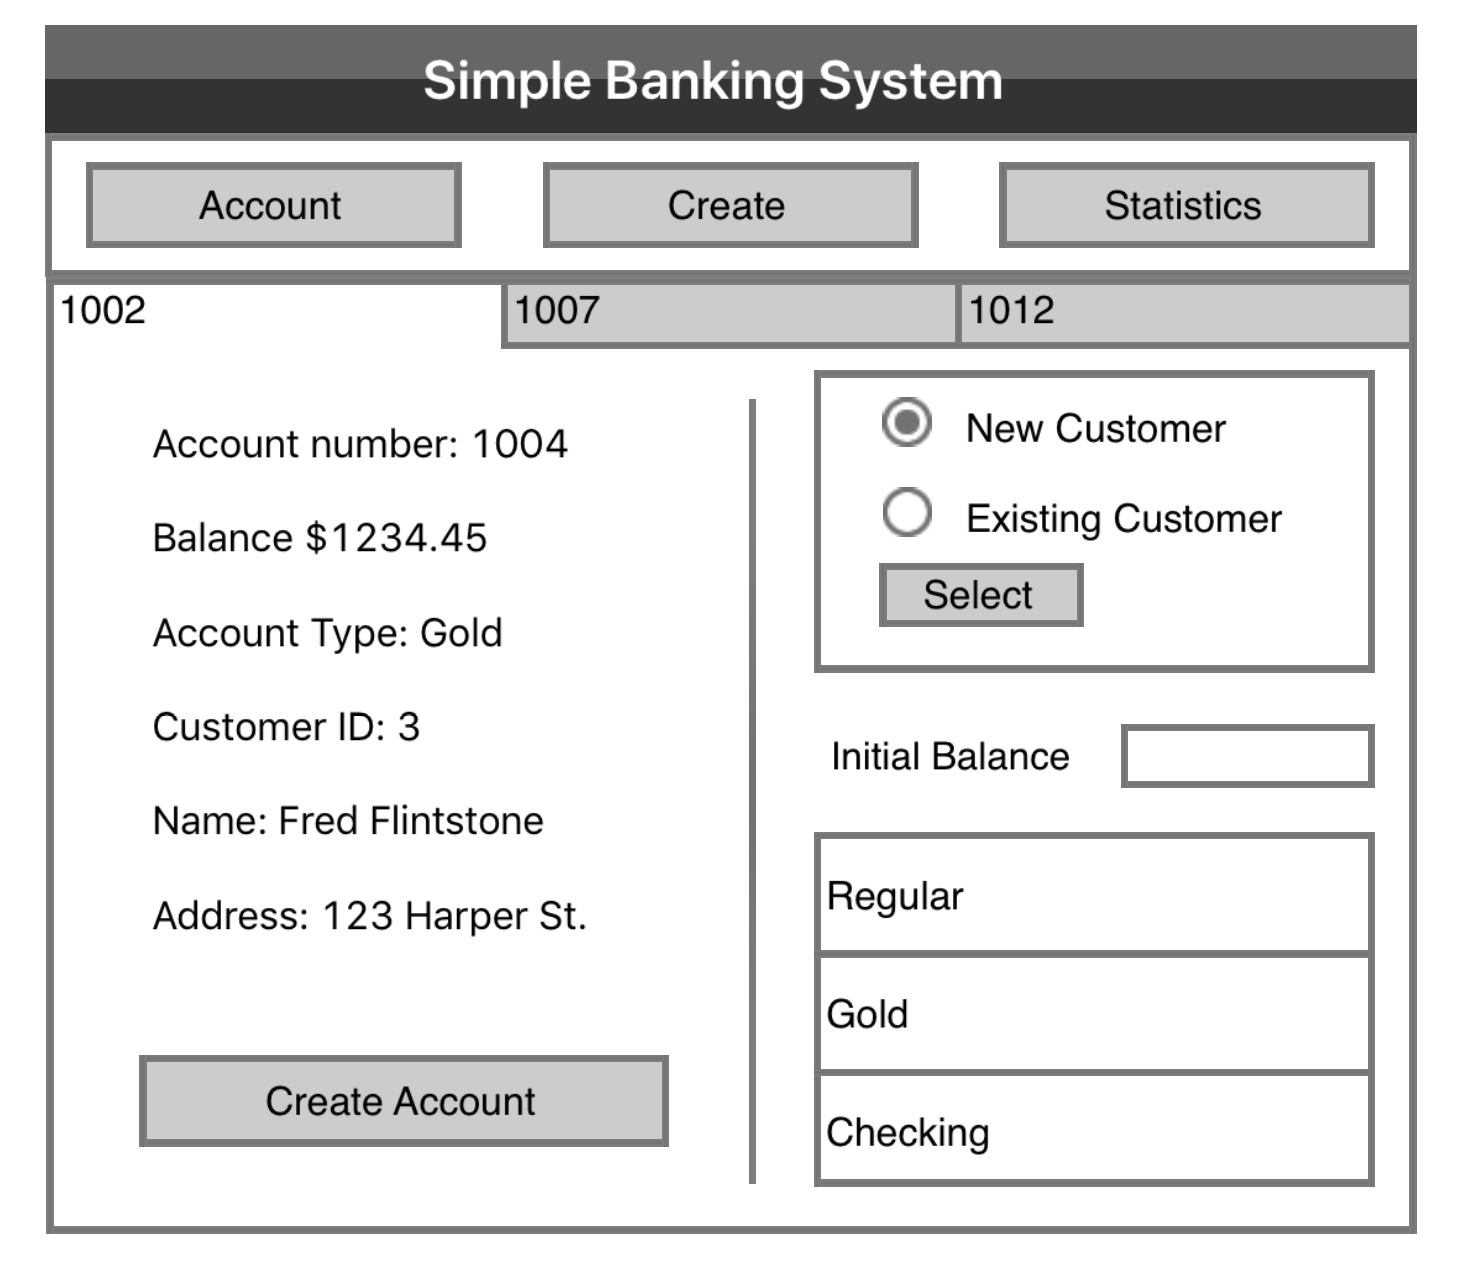 Simple Banking System
Account
Create
Statistics
1002
1007
1012
Account number: 1004
Balance $1234.45
Account Type: Gold
Customer ID: 3
Name: Fred Flintstone
Address: 123 Harper St.
Create Account
New Customer
Existing Customer
Select
Initial Balance
Regular
Gold
Checking